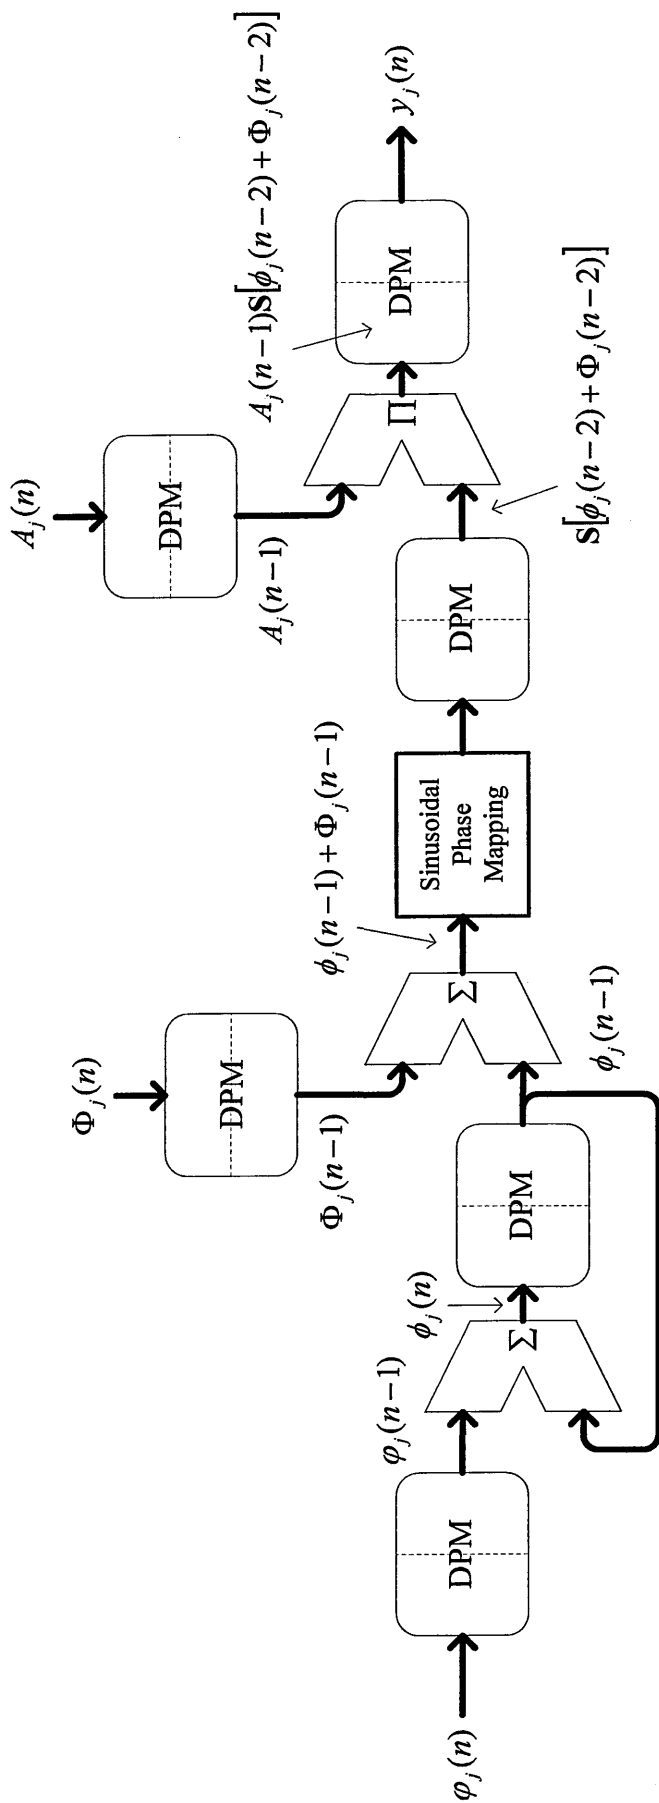 φ_j(n)
DPM
φ_j(n−1)
Σ
ϕ_j(n)
DPM
ϕ_j(n−1)
Φ_j(n)
DPM
Φ_j(n−1)
Σ
ϕ_j(n−1)+Φ_j(n−1)
Sinusoidal
Phase
Mapping
DPM
S[ϕ_j(n−2)+Φ_j(n−2)]
A_j(n)
DPM
A_j(n−1)
Π
A_j(n−1)S[ϕ_j(n−2)+Φ_j(n−2)]
DPM
y_j(n)